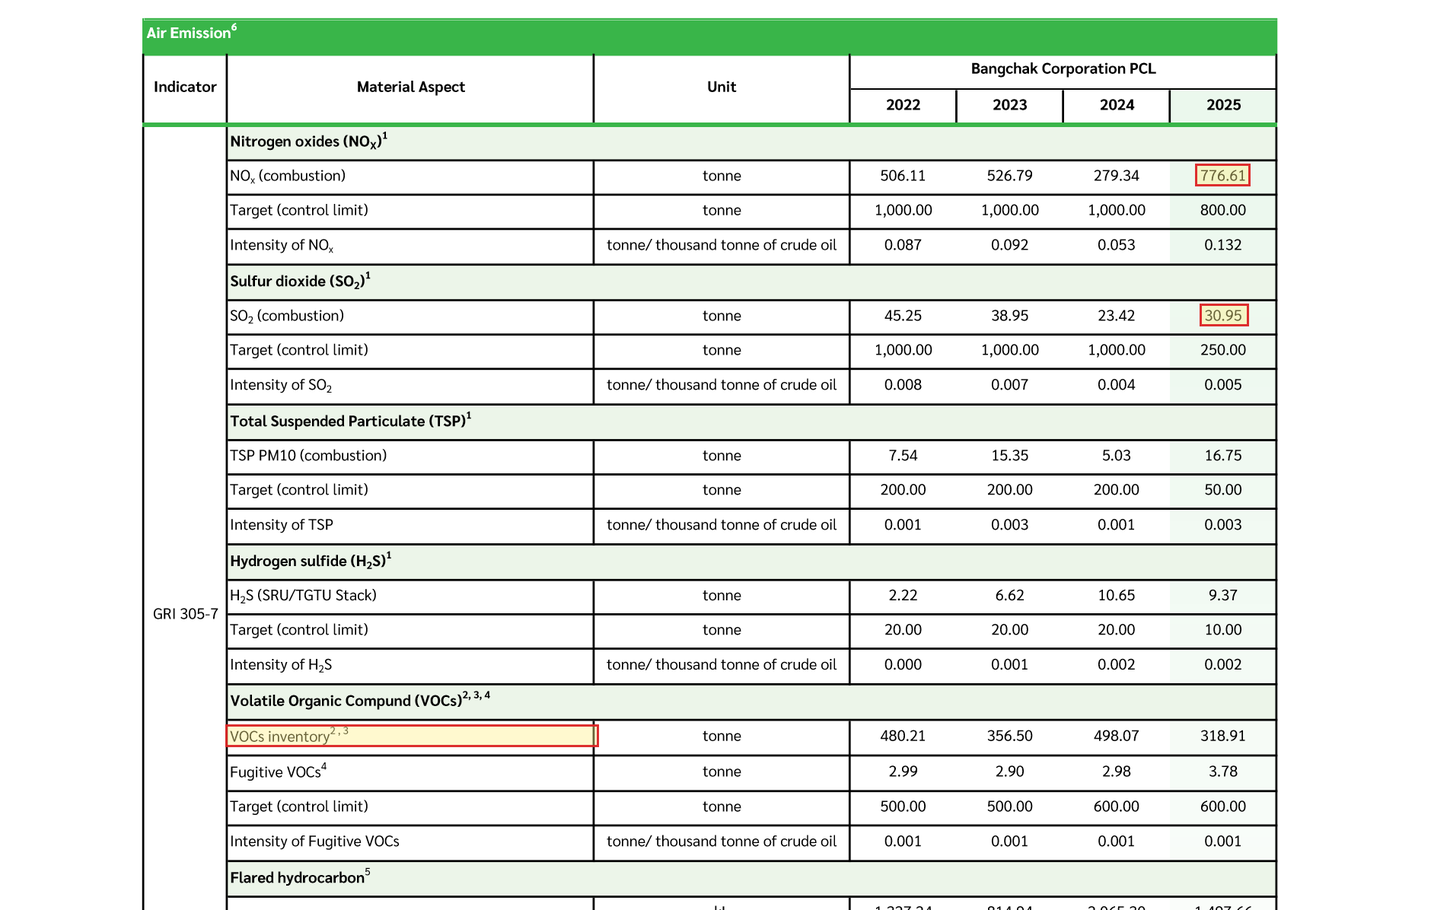 Air Emission6
Indicator Material Aspect Unit Bangchak Corporation PCL
2022 2023 2024 2025
GRI 305-7
Nitrogen oxides (NOX)1
NOx (combustion) tonne 506.11 526.79 279.34 776.61
Target (control limit) tonne 1,000.00 1,000.00 1,000.00 800.00
Intensity of NOx tonne/ thousand tonne of crude oil 0.087 0.092 0.053 0.132
Sulfur dioxide (SO2)1
SO2 (combustion) tonne 45.25 38.95 23.42 30.95
Target (control limit) tonne 1,000.00 1,000.00 1,000.00 250.00
Intensity of SO2 tonne/ thousand tonne of crude oil 0.008 0.007 0.004 0.005
Total Suspended Particulate (TSP)1
TSP PM10 (combustion) tonne 7.54 15.35 5.03 16.75
Target (control limit) tonne 200.00 200.00 200.00 50.00
Intensity of TSP tonne/ thousand tonne of crude oil 0.001 0.003 0.001 0.003
Hydrogen sulfide (H2S)1
H2S (SRU/TGTU Stack) tonne 2.22 6.62 10.65 9.37
Target (control limit) tonne 20.00 20.00 20.00 10.00
Intensity of H2S tonne/ thousand tonne of crude oil 0.000 0.001 0.002 0.002
Volatile Organic Compund (VOCs)2, 3, 4
VOCs inventory2, 3 tonne 480.21 356.50 498.07 318.91
Fugitive VOCs4 tonne 2.99 2.90 2.98 3.78
Target (control limit) tonne 500.00 500.00 600.00 600.00
Intensity of Fugitive VOCs tonne/ thousand tonne of crude oil 0.001 0.001 0.001 0.001
Flared hydrocarbon5